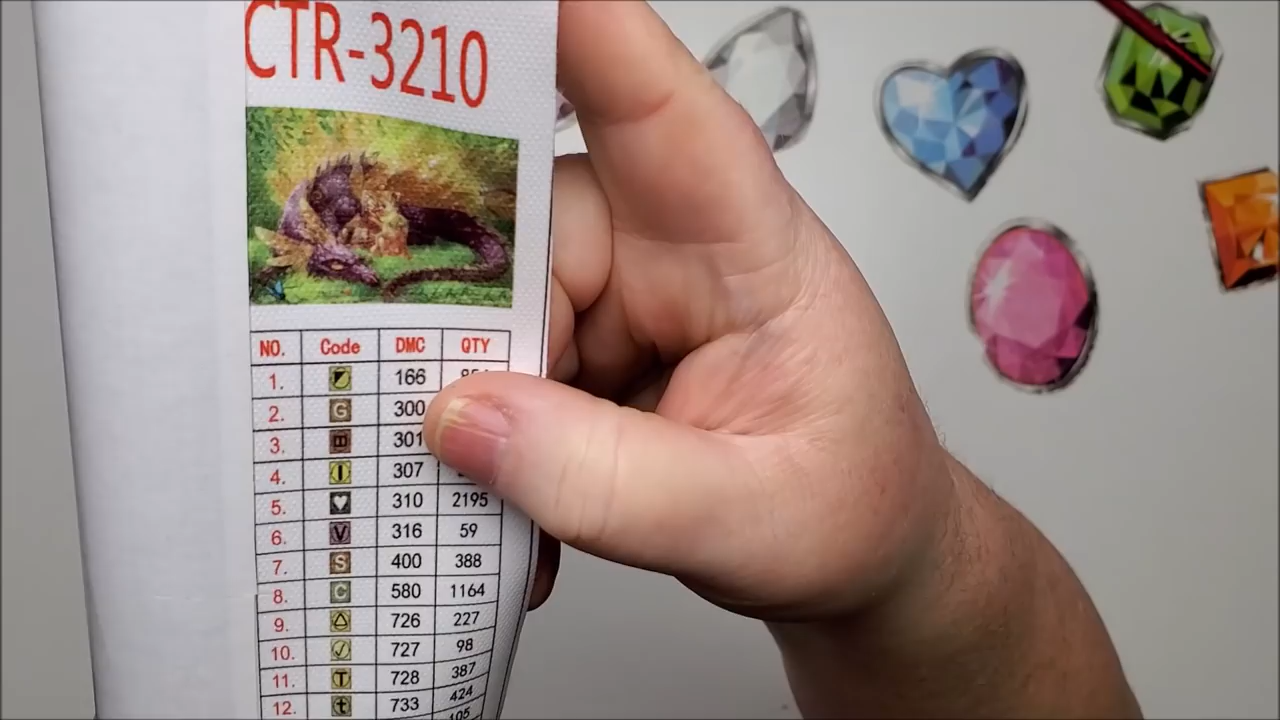 CTR-3210
NO. Code DMC QTY
1. 166
2. G 300
3. B 301
4. I 307
5. ♥ 310 2195
6. V 316 59
7. S 400 388
8. C 580 1164
9. △ 726 227
10. √ 727 98
11. T 728 387
12. t 733 424
105